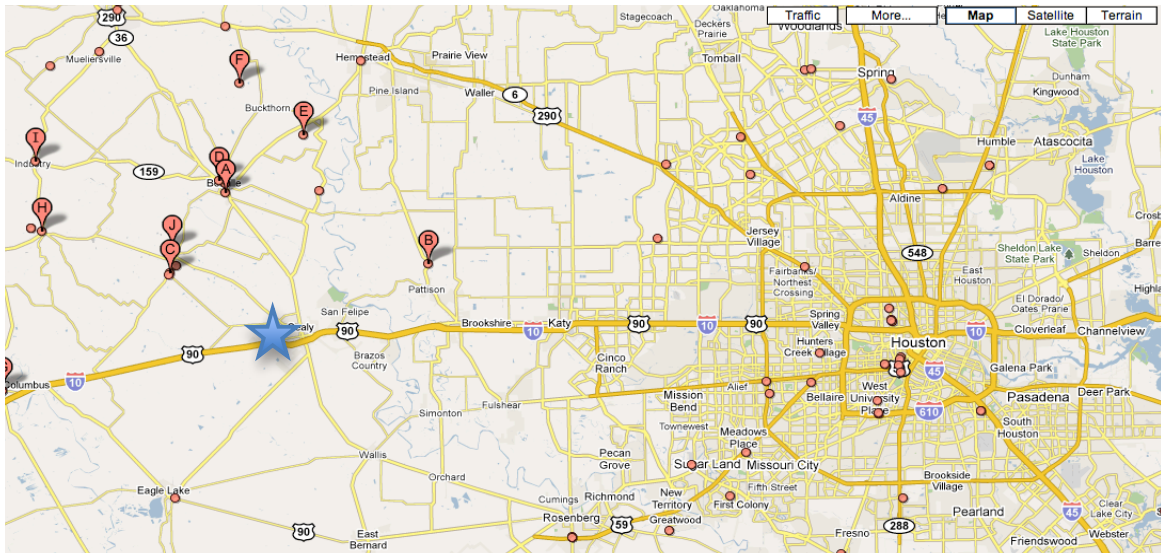 Oklahoma
Traffic
More...
Map
Satellite
Terrain
290
Stagecoach
Deckers
Prairie
Woodlands
36
Muellersville
Hempstead
Prairie View
Tomball
Lake Houston
State Park
F
Pine Island
Waller
6
Spring
Dunham
Kingwood
Buckthorn
E
290
45
I
Humble
Atascocita
Industry
159
D
A
Lake
Houston
H
Aldine
J
B
Jersey
Village
548
Crosb
Barre
C
Sheldon Lake
State Park
Sheldon
Fairbanks/
Northest
Crossing
East
Houston
Pattison
San Felipe
Highla
El Dorado/
Oates Prairie
Sealy
90
Brookshire
10
Katy
90
10
90
Spring
Valley
10
Cloverleaf
Channelview
90
Hunters
Creek Village
Houston
45
Galena Park
Brazos
Country
Cinco
Ranch
Columbus
10
Alief
Bellaire
West
University
Place
Pasadena
Deer Park
Simonton
Fulshear
Mission
Bend
610
South
Houston
Townewest
Meadows
Place
Wallis
Pecan
Grove
Sugar Land
Missouri City
Orchard
Brookside
Village
Eagle Lake
Cumings
Richmond
New
Territory
Fifth Street
First Colony
Clear
Lake City
Rosenberg
59
Greatwood
Pearland
45
90
East
Bernard
288
Fresno
Friendswood
Webster